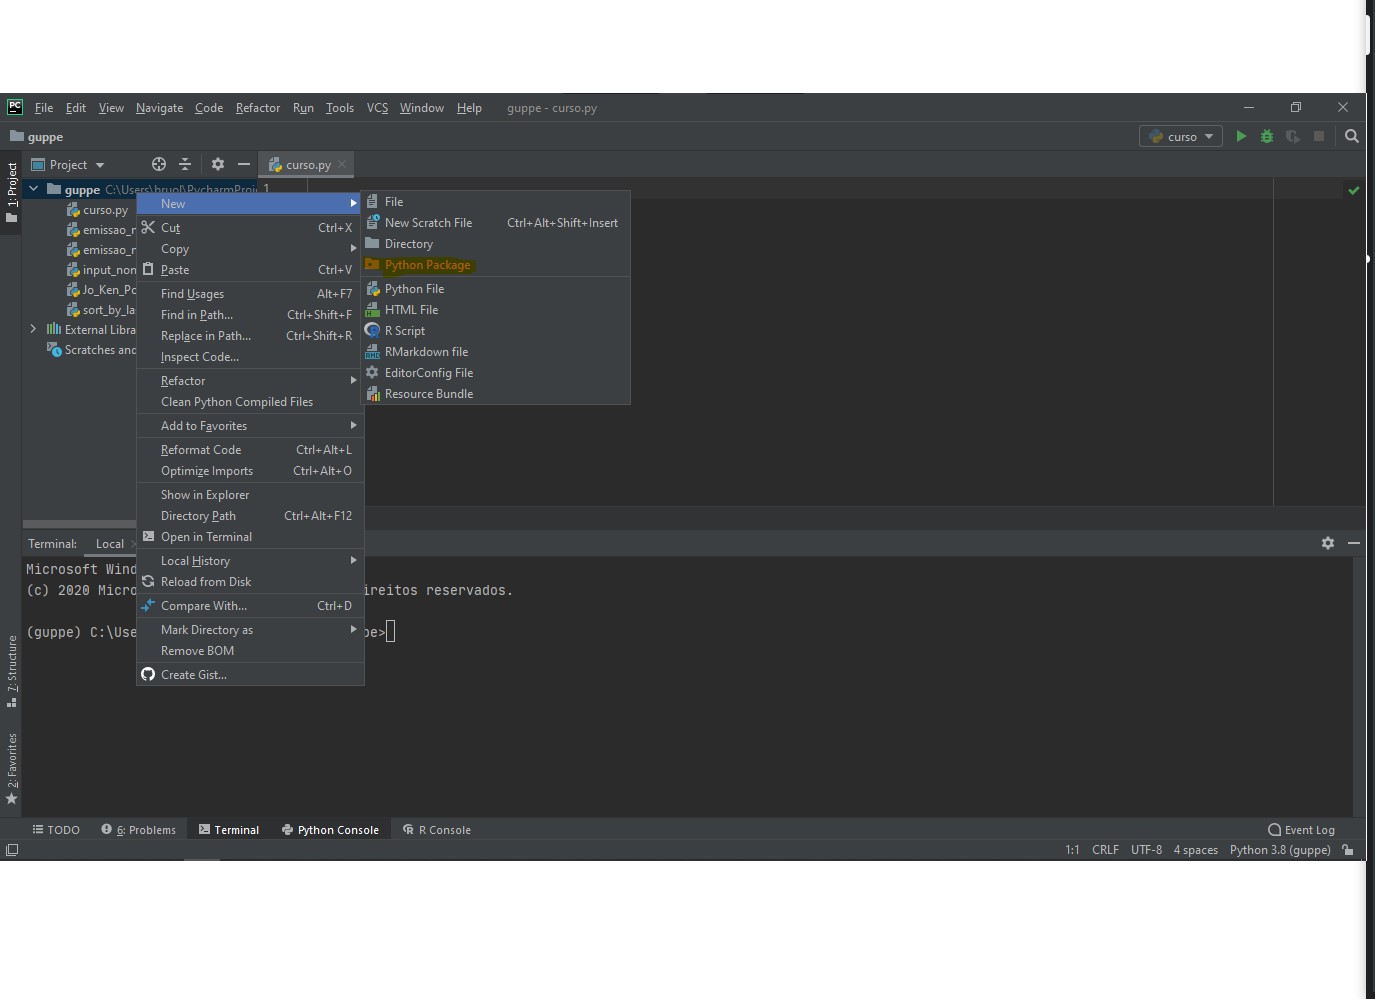 PC File Edit View Navigate Code Refactor Run Tools VCS Window Help guppe - curso.py
guppe
curso
Project
curso.py
1: Project
guppe C:\Users\bruol\PycharmProj
1
curso.py
emissao_r
emissao_r
input_non
Jo_Ken_Po
sort_by_la
External Libra
Scratches and
New
Cut Ctrl+X
Copy
Paste Ctrl+V
Find Usages Alt+F7
Find in Path... Ctrl+Shift+F
Replace in Path... Ctrl+Shift+R
Inspect Code...
Refactor
Clean Python Compiled Files
Add to Favorites
Reformat Code Ctrl+Alt+L
Optimize Imports Ctrl+Alt+O
Show in Explorer
Directory Path Ctrl+Alt+F12
Open in Terminal
Local History
Reload from Disk
Compare With... Ctrl+D
Mark Directory as
Remove BOM
Create Gist...
File
New Scratch File Ctrl+Alt+Shift+Insert
Directory
Python Package
Python File
HTML File
R Script
RMarkdown file
EditorConfig File
Resource Bundle
Terminal: Local
Microsoft Wind
(c) 2020 Micro ireitos reservados.
(guppe) C:\Use pe>
7: Structure
2: Favorites
TODO 6: Problems Terminal Python Console R Console Event Log
1:1 CRLF UTF-8 4 spaces Python 3.8 (guppe)